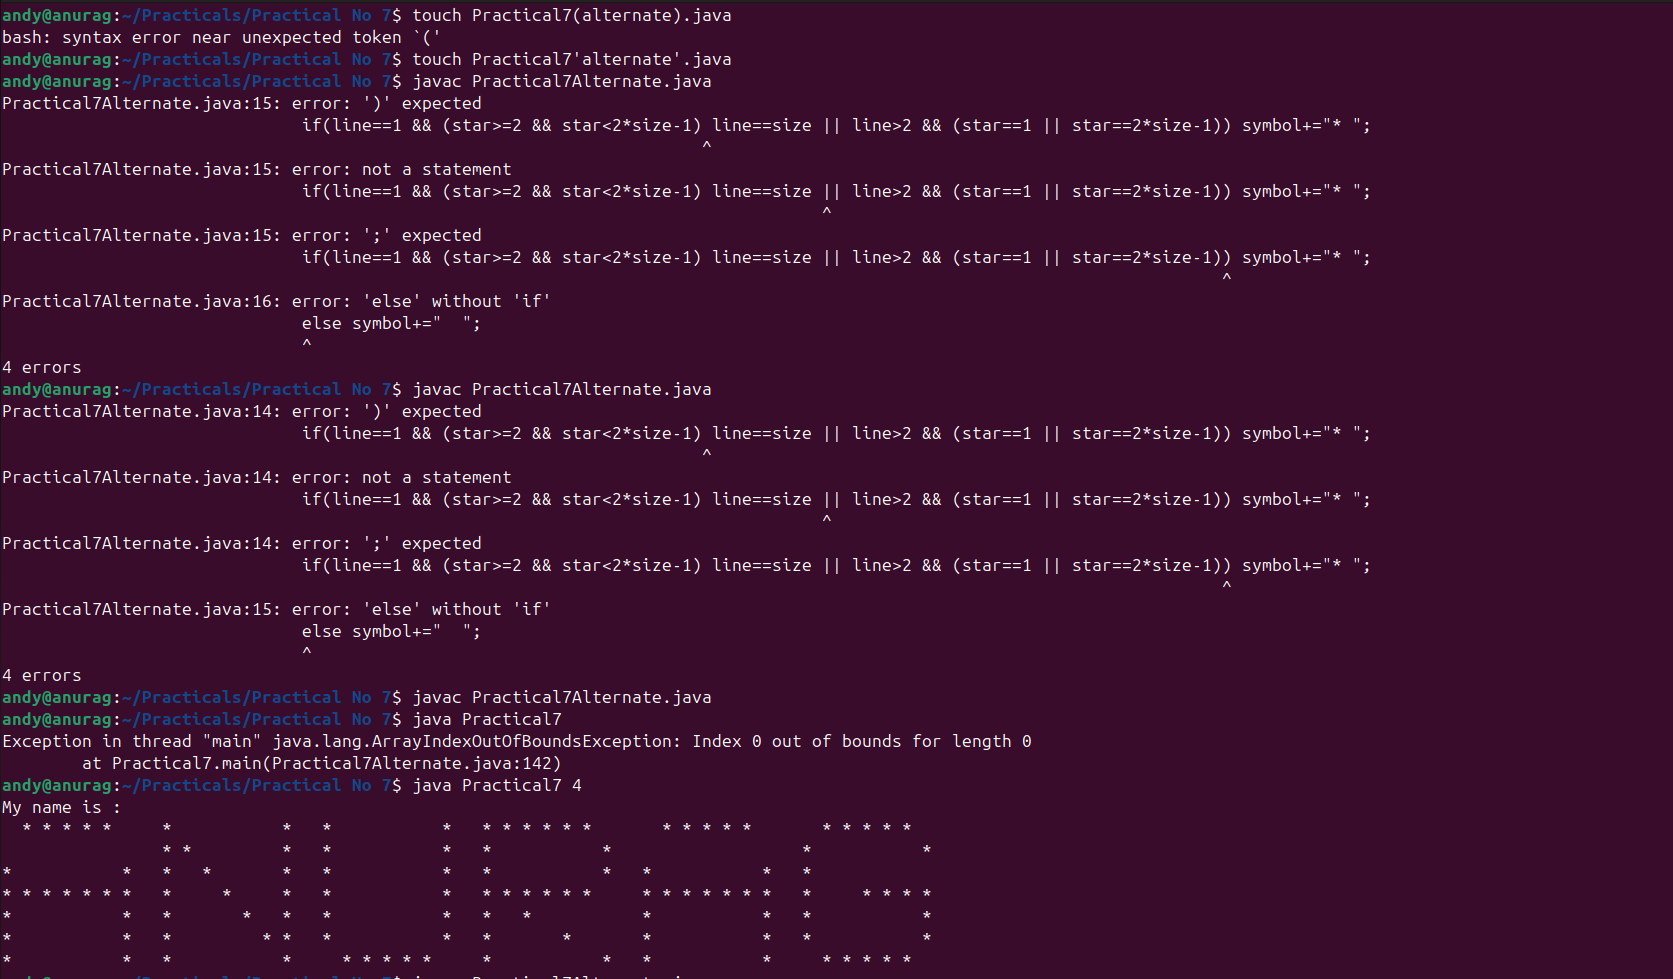 andy@anurag:~/Practicals/Practical No 7$ touch Practical7(alternate).java
bash: syntax error near unexpected token `('
andy@anurag:~/Practicals/Practical No 7$ touch Practical7'alternate'.java
andy@anurag:~/Practicals/Practical No 7$ javac Practical7Alternate.java
Practical7Alternate.java:15: error: ')' expected
                              if(line==1 && (star>=2 && star<2*size-1) line==size || line>2 && (star==1 || star==2*size-1)) symbol+="* ";
                                                                      ^
Practical7Alternate.java:15: error: not a statement
                              if(line==1 && (star>=2 && star<2*size-1) line==size || line>2 && (star==1 || star==2*size-1)) symbol+="* ";
                                                                                  ^
Practical7Alternate.java:15: error: ';' expected
                              if(line==1 && (star>=2 && star<2*size-1) line==size || line>2 && (star==1 || star==2*size-1)) symbol+="* ";
                                                                                                                          ^
Practical7Alternate.java:16: error: 'else' without 'if'
                              else symbol+="  ";
                              ^
4 errors
andy@anurag:~/Practicals/Practical No 7$ javac Practical7Alternate.java
Practical7Alternate.java:14: error: ')' expected
                              if(line==1 && (star>=2 && star<2*size-1) line==size || line>2 && (star==1 || star==2*size-1)) symbol+="* ";
                                                                      ^
Practical7Alternate.java:14: error: not a statement
                              if(line==1 && (star>=2 && star<2*size-1) line==size || line>2 && (star==1 || star==2*size-1)) symbol+="* ";
                                                                                  ^
Practical7Alternate.java:14: error: ';' expected
                              if(line==1 && (star>=2 && star<2*size-1) line==size || line>2 && (star==1 || star==2*size-1)) symbol+="* ";
                                                                                                                          ^
Practical7Alternate.java:15: error: 'else' without 'if'
                              else symbol+="  ";
                              ^
4 errors
andy@anurag:~/Practicals/Practical No 7$ javac Practical7Alternate.java
andy@anurag:~/Practicals/Practical No 7$ java Practical7
Exception in thread "main" java.lang.ArrayIndexOutOfBoundsException: Index 0 out of bounds for length 0
        at Practical7.main(Practical7Alternate.java:142)
andy@anurag:~/Practicals/Practical No 7$ java Practical7 4
My name is :
  * * * * *     *           *   *           *   * * * * * *       * * * * *       * * * * *
                * *         *   *           *   *           *                   *           *
*           *   *   *       *   *           *   *           *   *           *   *
* * * * * * *   *     *     *   *           *   * * * * * *     * * * * * * *   *     * * * *
*           *   *       *   *   *           *   *   *           *           *   *           *
*           *   *         * *   *           *   *       *       *           *   *           *
*           *   *           *     * * * * *     *           *   *           *     * * * * *